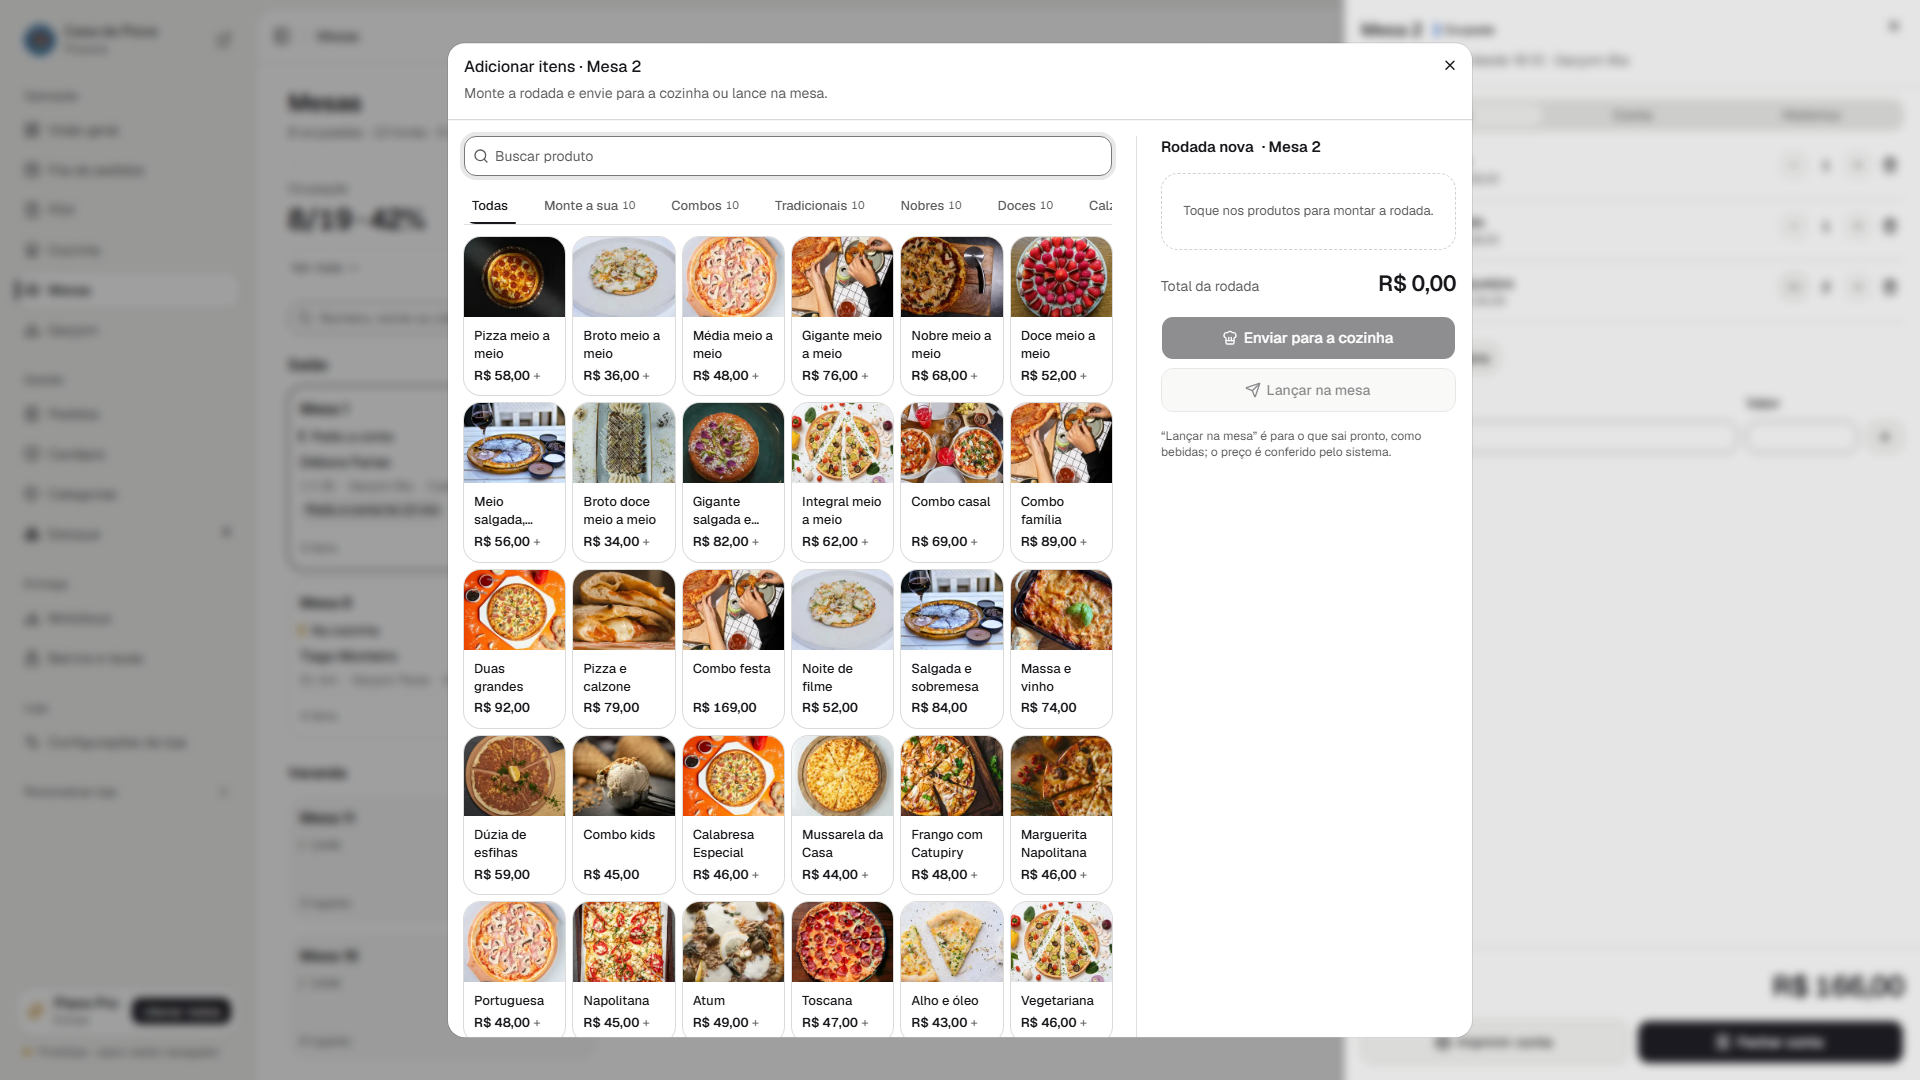 Adicionar itens · Mesa 2
Monte a rodada e envie para a cozinha ou lance na mesa.
Buscar produto
Todas
Monte a sua 10
Combos 10
Tradicionais 10
Nobres 10
Doces 10
Calz
Pizza meio a
meio
R$ 58,00 +
Broto meio a
meio
R$ 36,00 +
Média meio a
meio
R$ 48,00 +
Gigante meio
a meio
R$ 76,00 +
Nobre meio a
meio
R$ 68,00 +
Doce meio a
meio
R$ 52,00 +
Meio
salgada,...
R$ 56,00 +
Broto doce
meio a meio
R$ 34,00 +
Gigante
salgada e...
R$ 82,00 +
Integral meio
a meio
R$ 62,00 +
Combo casal
R$ 69,00 +
Combo
família
R$ 89,00 +
Duas
grandes
R$ 92,00
Pizza e
calzone
R$ 79,00
Combo festa
R$ 169,00
Noite de
filme
R$ 52,00
Salgada e
sobremesa
R$ 84,00
Massa e
vinho
R$ 74,00
Dúzia de
esfihas
R$ 59,00
Combo kids
R$ 45,00
Calabresa
Especial
R$ 46,00 +
Mussarela da
Casa
R$ 44,00 +
Frango com
Catupiry
R$ 48,00 +
Marguerita
Napolitana
R$ 46,00 +
Portuguesa
R$ 48,00 +
Napolitana
R$ 45,00 +
Atum
R$ 49,00 +
Toscana
R$ 47,00 +
Alho e óleo
R$ 43,00 +
Vegetariana
R$ 46,00 +
Rodada nova · Mesa 2
Toque nos produtos para montar a rodada.
Total da rodada
R$ 0,00
Enviar para a cozinha
Lançar na mesa
“Lançar na mesa” é para o que sai pronto, como
bebidas; o preço é conferido pelo sistema.
Mesas
8/19 · 42%
Mesa 2
R$ 166,00